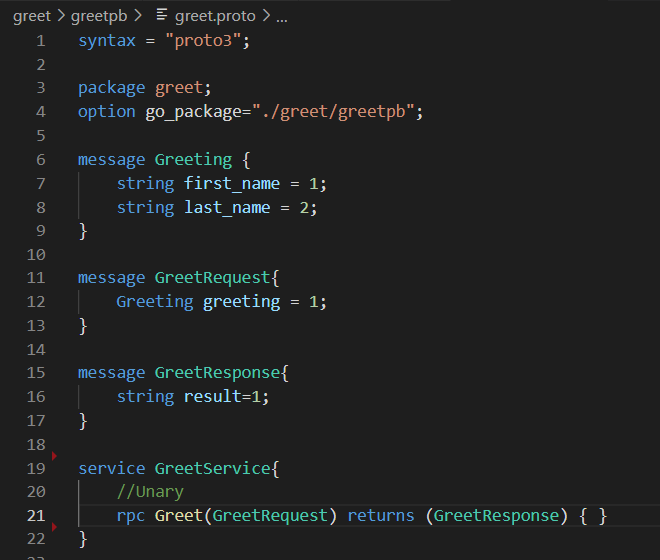 greet > greetpb > greet.proto > ...
1 syntax = "proto3";
2
3 package greet;
4 option go_package="./greet/greetpb";
5
6 message Greeting {
7     string first_name = 1;
8     string last_name = 2;
9 }
10
11 message GreetRequest{
12     Greeting greeting = 1;
13 }
14
15 message GreetResponse{
16     string result=1;
17 }
18
19 service GreetService{
20     //Unary
21     rpc Greet(GreetRequest) returns (GreetResponse) { }
22 }